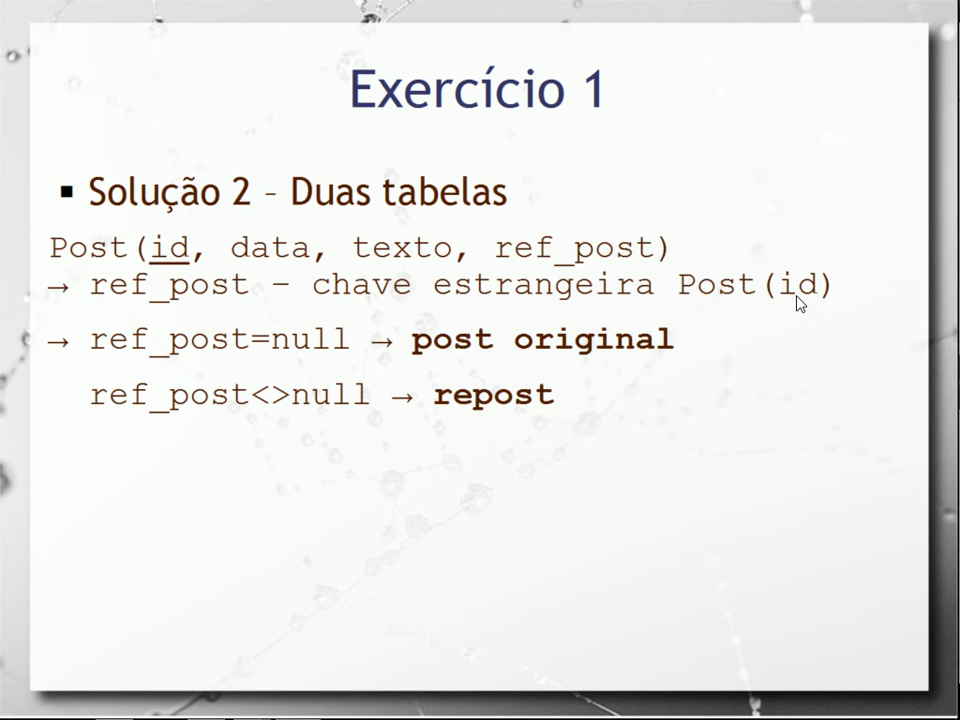 Exercício 1
▪ Solução 2 – Duas tabelas
Post(id, data, texto, ref_post)
→ ref_post – chave estrangeira Post(id)
→ ref_post=null → post original
ref_post<>null → repost